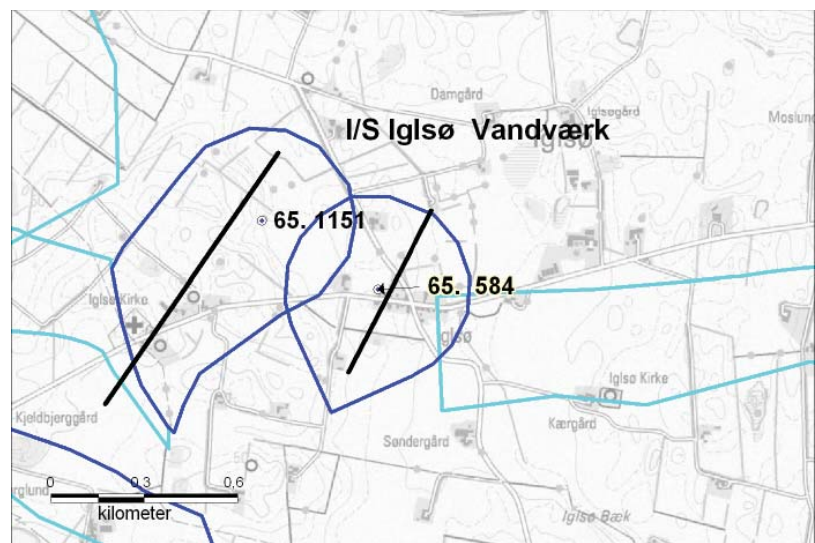 Damgård
Iglsøgård
Moslund
I/S Iglsø Vandværk
Iglsø
65. 1151
65. 584
Iglsø Kirke
Iglsø
Iglsø Kirke
Kjeldbjerggård
Kærgård
Søndergård
0 0,3 0,6
erglund
kilometer
Iglsø Bæk